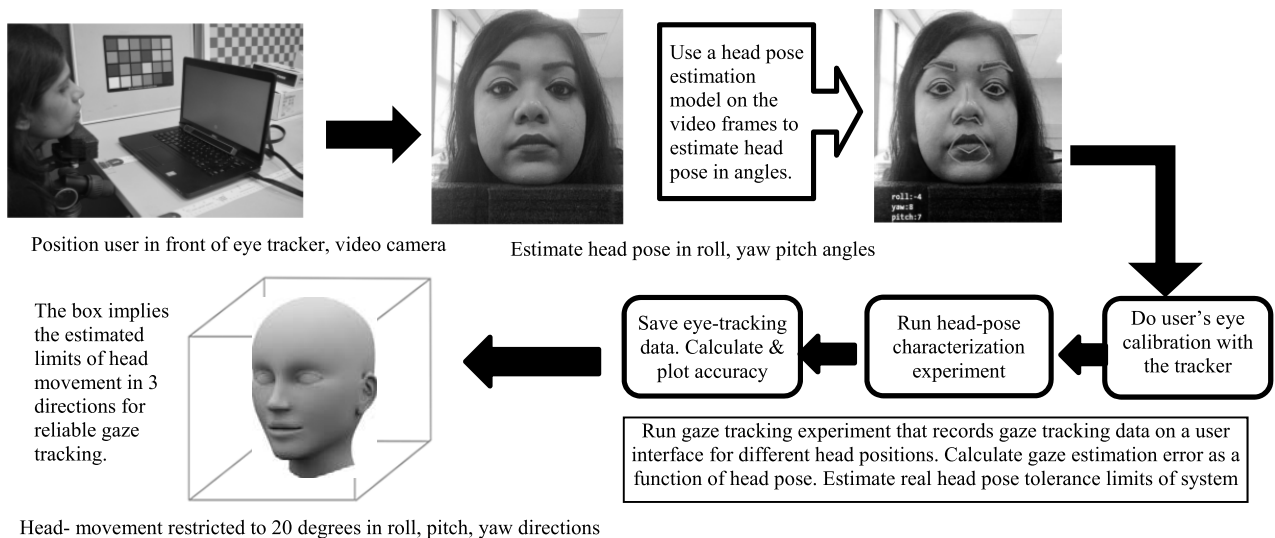 Use a head pose
estimation
model on the
video frames to
estimate head
pose in angles.
roll:-4
yaw:8
pitch:7
Position user in front of eye tracker, video camera
Estimate head pose in roll, yaw pitch angles
The box implies
the estimated
limits of head
movement in 3
directions for
reliable gaze
tracking.
Save eye-tracking
data. Calculate &
plot accuracy
Run head-pose
characterization
experiment
Do user’s eye
calibration with
the tracker
Run gaze tracking experiment that records gaze tracking data on a user
interface for different head positions. Calculate gaze estimation error as a
function of head pose. Estimate real head pose tolerance limits of system
Head- movement restricted to 20 degrees in roll, pitch, yaw directions